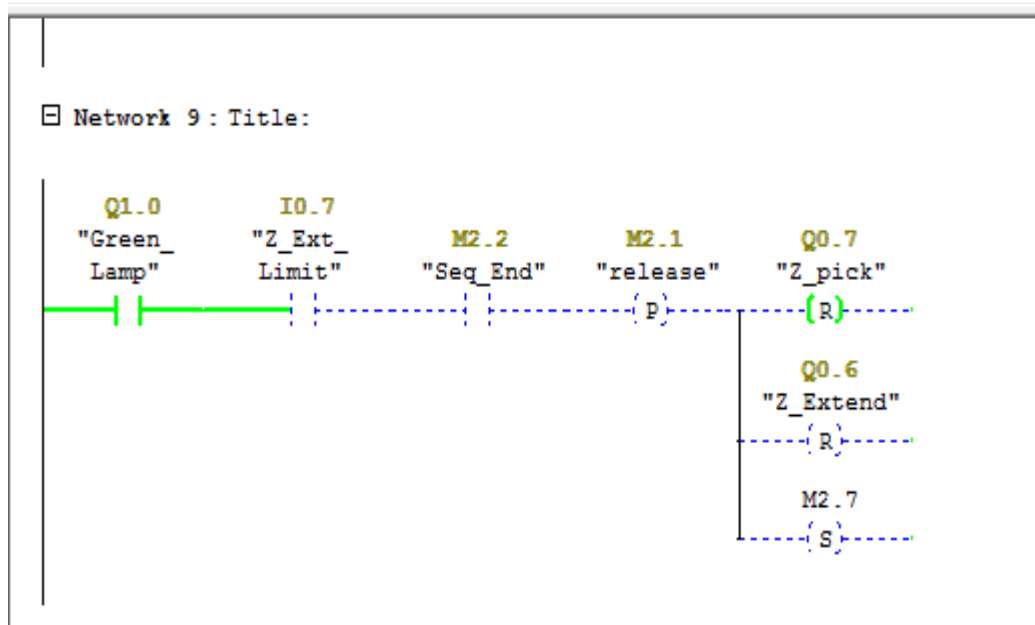 Network 9 : Title:
Q1.0 I0.7
"Green_ "Z_Ext_ M2.2 M2.1 Q0.7
Lamp" Limit" "Seq_End" "release" "Z_pick"
P R
Q0.6
"Z_Extend"
R
M2.7
S